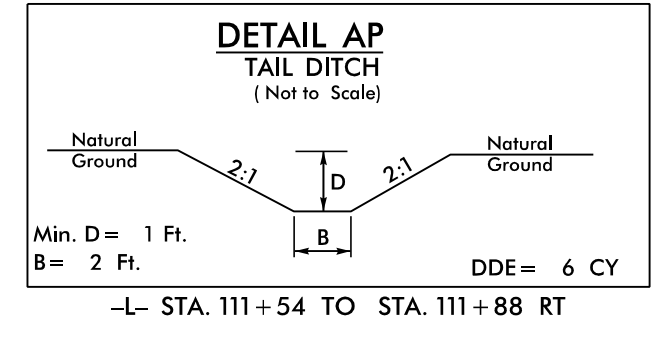 DETAIL AP
TAIL DITCH
(Not to Scale)
Natural
Ground
2:1
D
2:1
Natural
Ground
B
Min. D= 1 Ft.
B= 2 Ft.
DDE= 6 CY
-L- STA. 111+54 TO STA. 111+88 RT